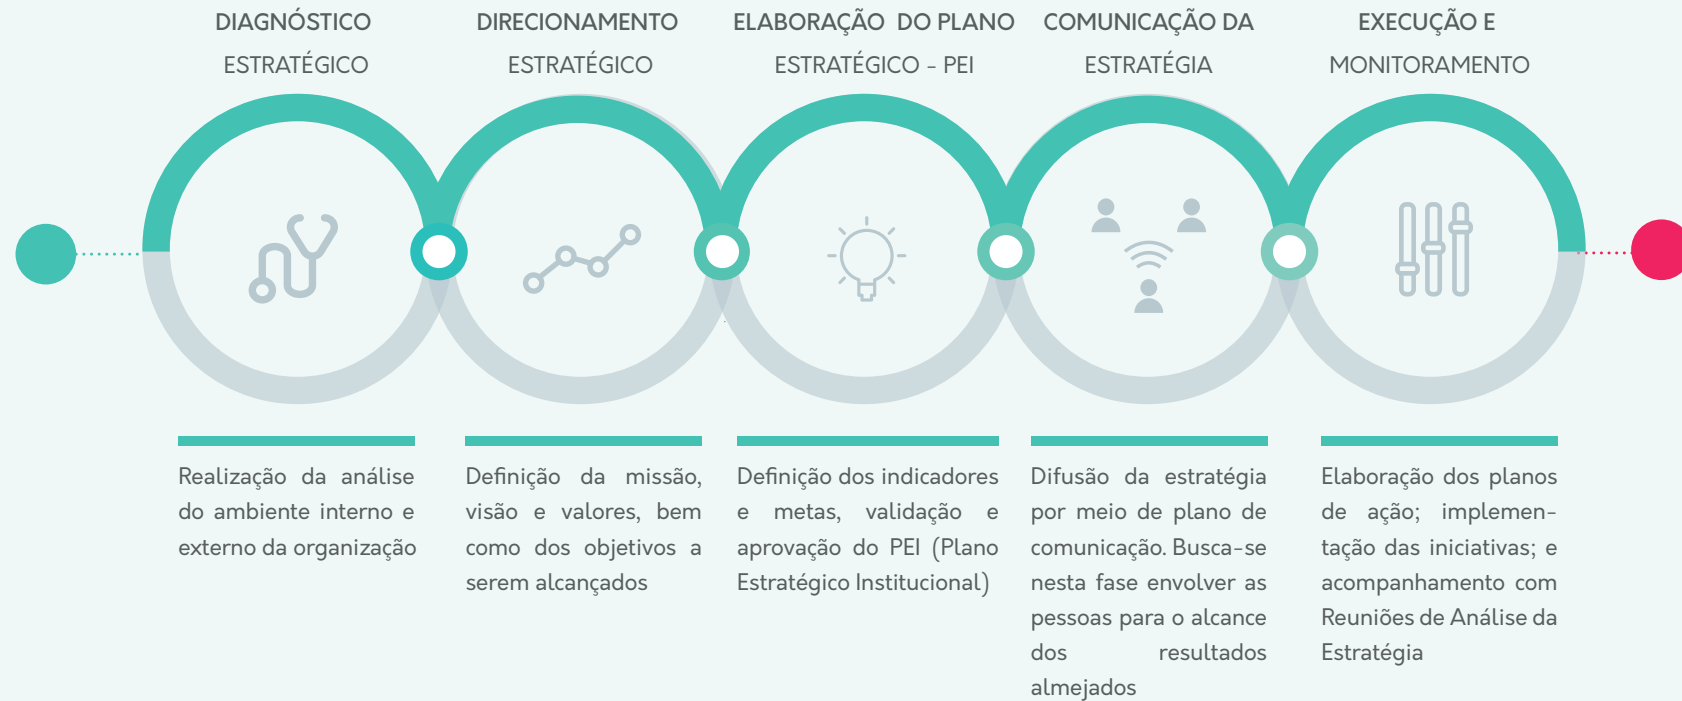 DIAGNÓSTICO
ESTRATÉGICO
Realização da análise
do ambiente interno e
externo da organização
DIRECIONAMENTO
ESTRATÉGICO
Definição da missão,
visão e valores, bem
como dos objetivos a
serem alcançados
ELABORAÇÃO DO PLANO
ESTRATÉGICO - PEI
Definição dos indicadores
e metas, validação e
aprovação do PEI (Plano
Estratégico Institucional)
COMUNICAÇÃO DA
ESTRATÉGIA
Difusão da estratégia
por meio de plano de
comunicação. Busca-se
nesta fase envolver as
pessoas para o alcance
dos resultados
almejados
EXECUÇÃO E
MONITORAMENTO
Elaboração dos planos
de ação; implemen-
tação das iniciativas; e
acompanhamento com
Reuniões de Análise da
Estratégia